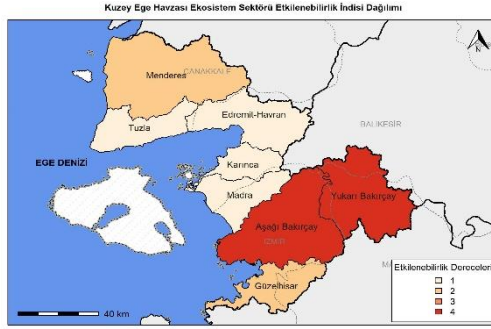 Kuzey Ege Havzası Ekosistem Sektörü Etkilenebilirlik İndisi Dağılımı
N
ÇANAKKALE
Menderes
Tuzla
Edremit-Havran
BALIKESİR
EGE DENİZİ
Karınca
Madra
Yukarı Bakırçay
Aşağı Bakırçay
İZMİR
Güzelhisar
Etkilenebilirlik Dereceleri
1
2
3
4
40 km